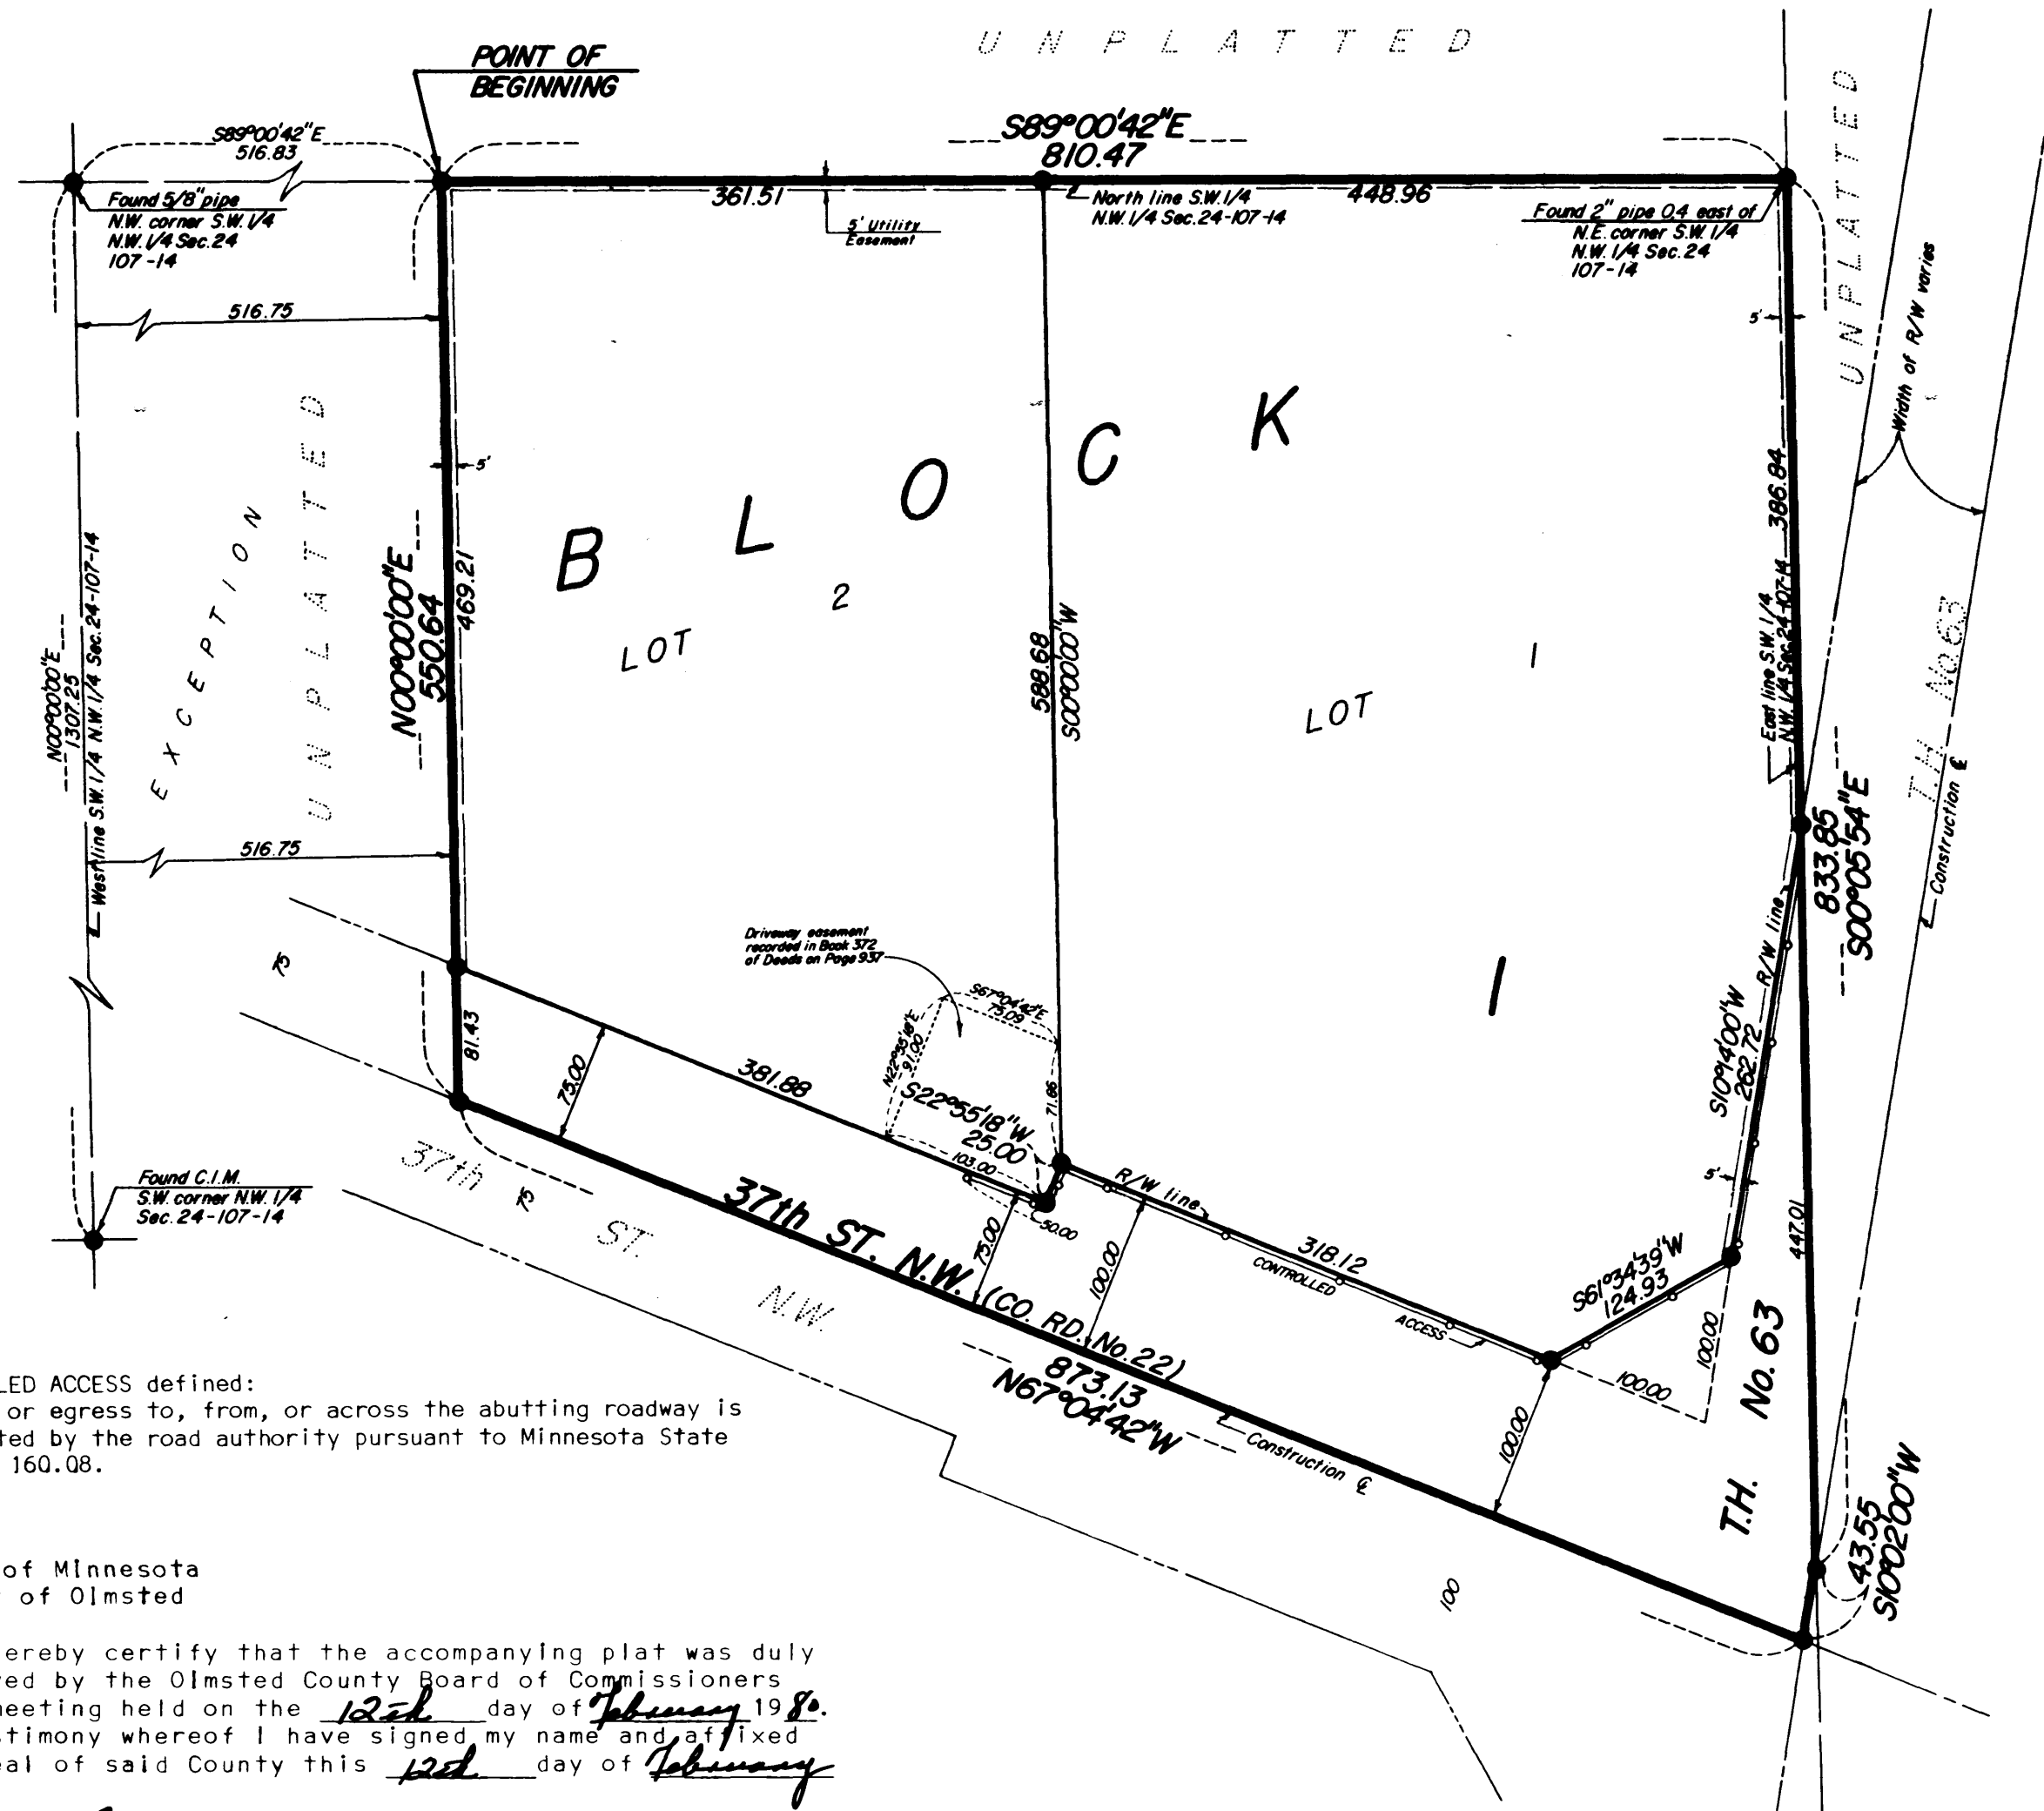 UNPLATTED
POINT OF
BEGINNING
S89°00'42"E
516.83
S89°00'42"E
810.47
Found 5/8" pipe
N.W. corner S.W. 1/4
N.W. 1/4 Sec. 24
107-14
361.51
5' Utility
Easement
North line S.W. 1/4
N.W. 1/4 Sec. 24-107-14
448.96
Found 2" pipe 0.4 east of
N.E. corner S.W. 1/4
N.W. 1/4 Sec. 24
107-14
UNPLATTED
Width of R/W varies
516.75
5'
5'
BLOCK
1
EXCEPTION
UNPLATTED
N00°00'00"E
1307.25
West line S.W. 1/4 N.W. 1/4 Sec. 24-107-14
N00°00'00"E
550.64
469.21
LOT 2
588.68
S00°00'00"W
LOT 1
East line S.W. 1/4
N.W. 1/4 Sec. 24-107-14
386.84
T.H. No. 63
Construction ℄
833.85
S00°05'54"E
516.75
75
Driveway easement
recorded in Book 372
of Deeds on Page 937
S67°04'42"E
75.09
N22°55'18"E
91.00
71.66
S22°55'18"W
25.00
103.00
50.00
R/W line
S10°14'00"W
262.72
5'
447.01
81.43
75.00
381.88
75.00
100.00
R/W line
318.12
CONTROLLED
ACCESS
S61°34'39"W
124.93
100.00
100.00
100.00
Found C.I.M.
S.W. corner N.W. 1/4
Sec. 24-107-14
37th ST. N.W.
75
37th ST. N.W. (CO. RD. No. 22)
873.13
N67°04'42"W
Construction ℄
T.H. No. 63
43.55
S10°02'00"W
100
LED ACCESS defined:
or egress to, from, or across the abutting roadway is
ted by the road authority pursuant to Minnesota State
160.08.
of Minnesota
of Olmsted
ereby certify that the accompanying plat was duly
ed by the Olmsted County Board of Commissioners
meeting held on the 12th day of February 1980.
stimony whereof I have signed my name and affixed
eal of said County this 12th day of February